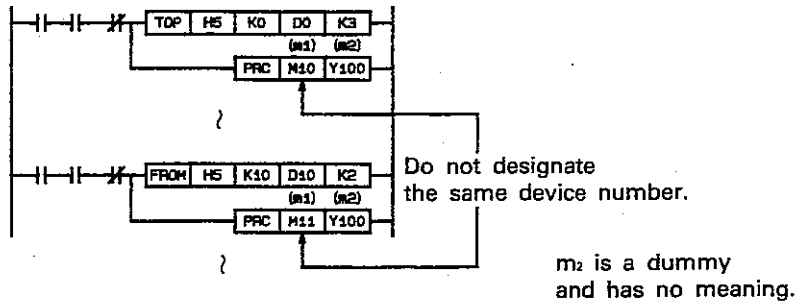 TOP H5 K0 D0 K3
(m1) (m2)
PRC M10 Y100
FROM H5 K10 D10 K2
Do not designate
the same device number.
(m1) (m2)
PRC M11 Y100
m2 is a dummy
and has no meaning.